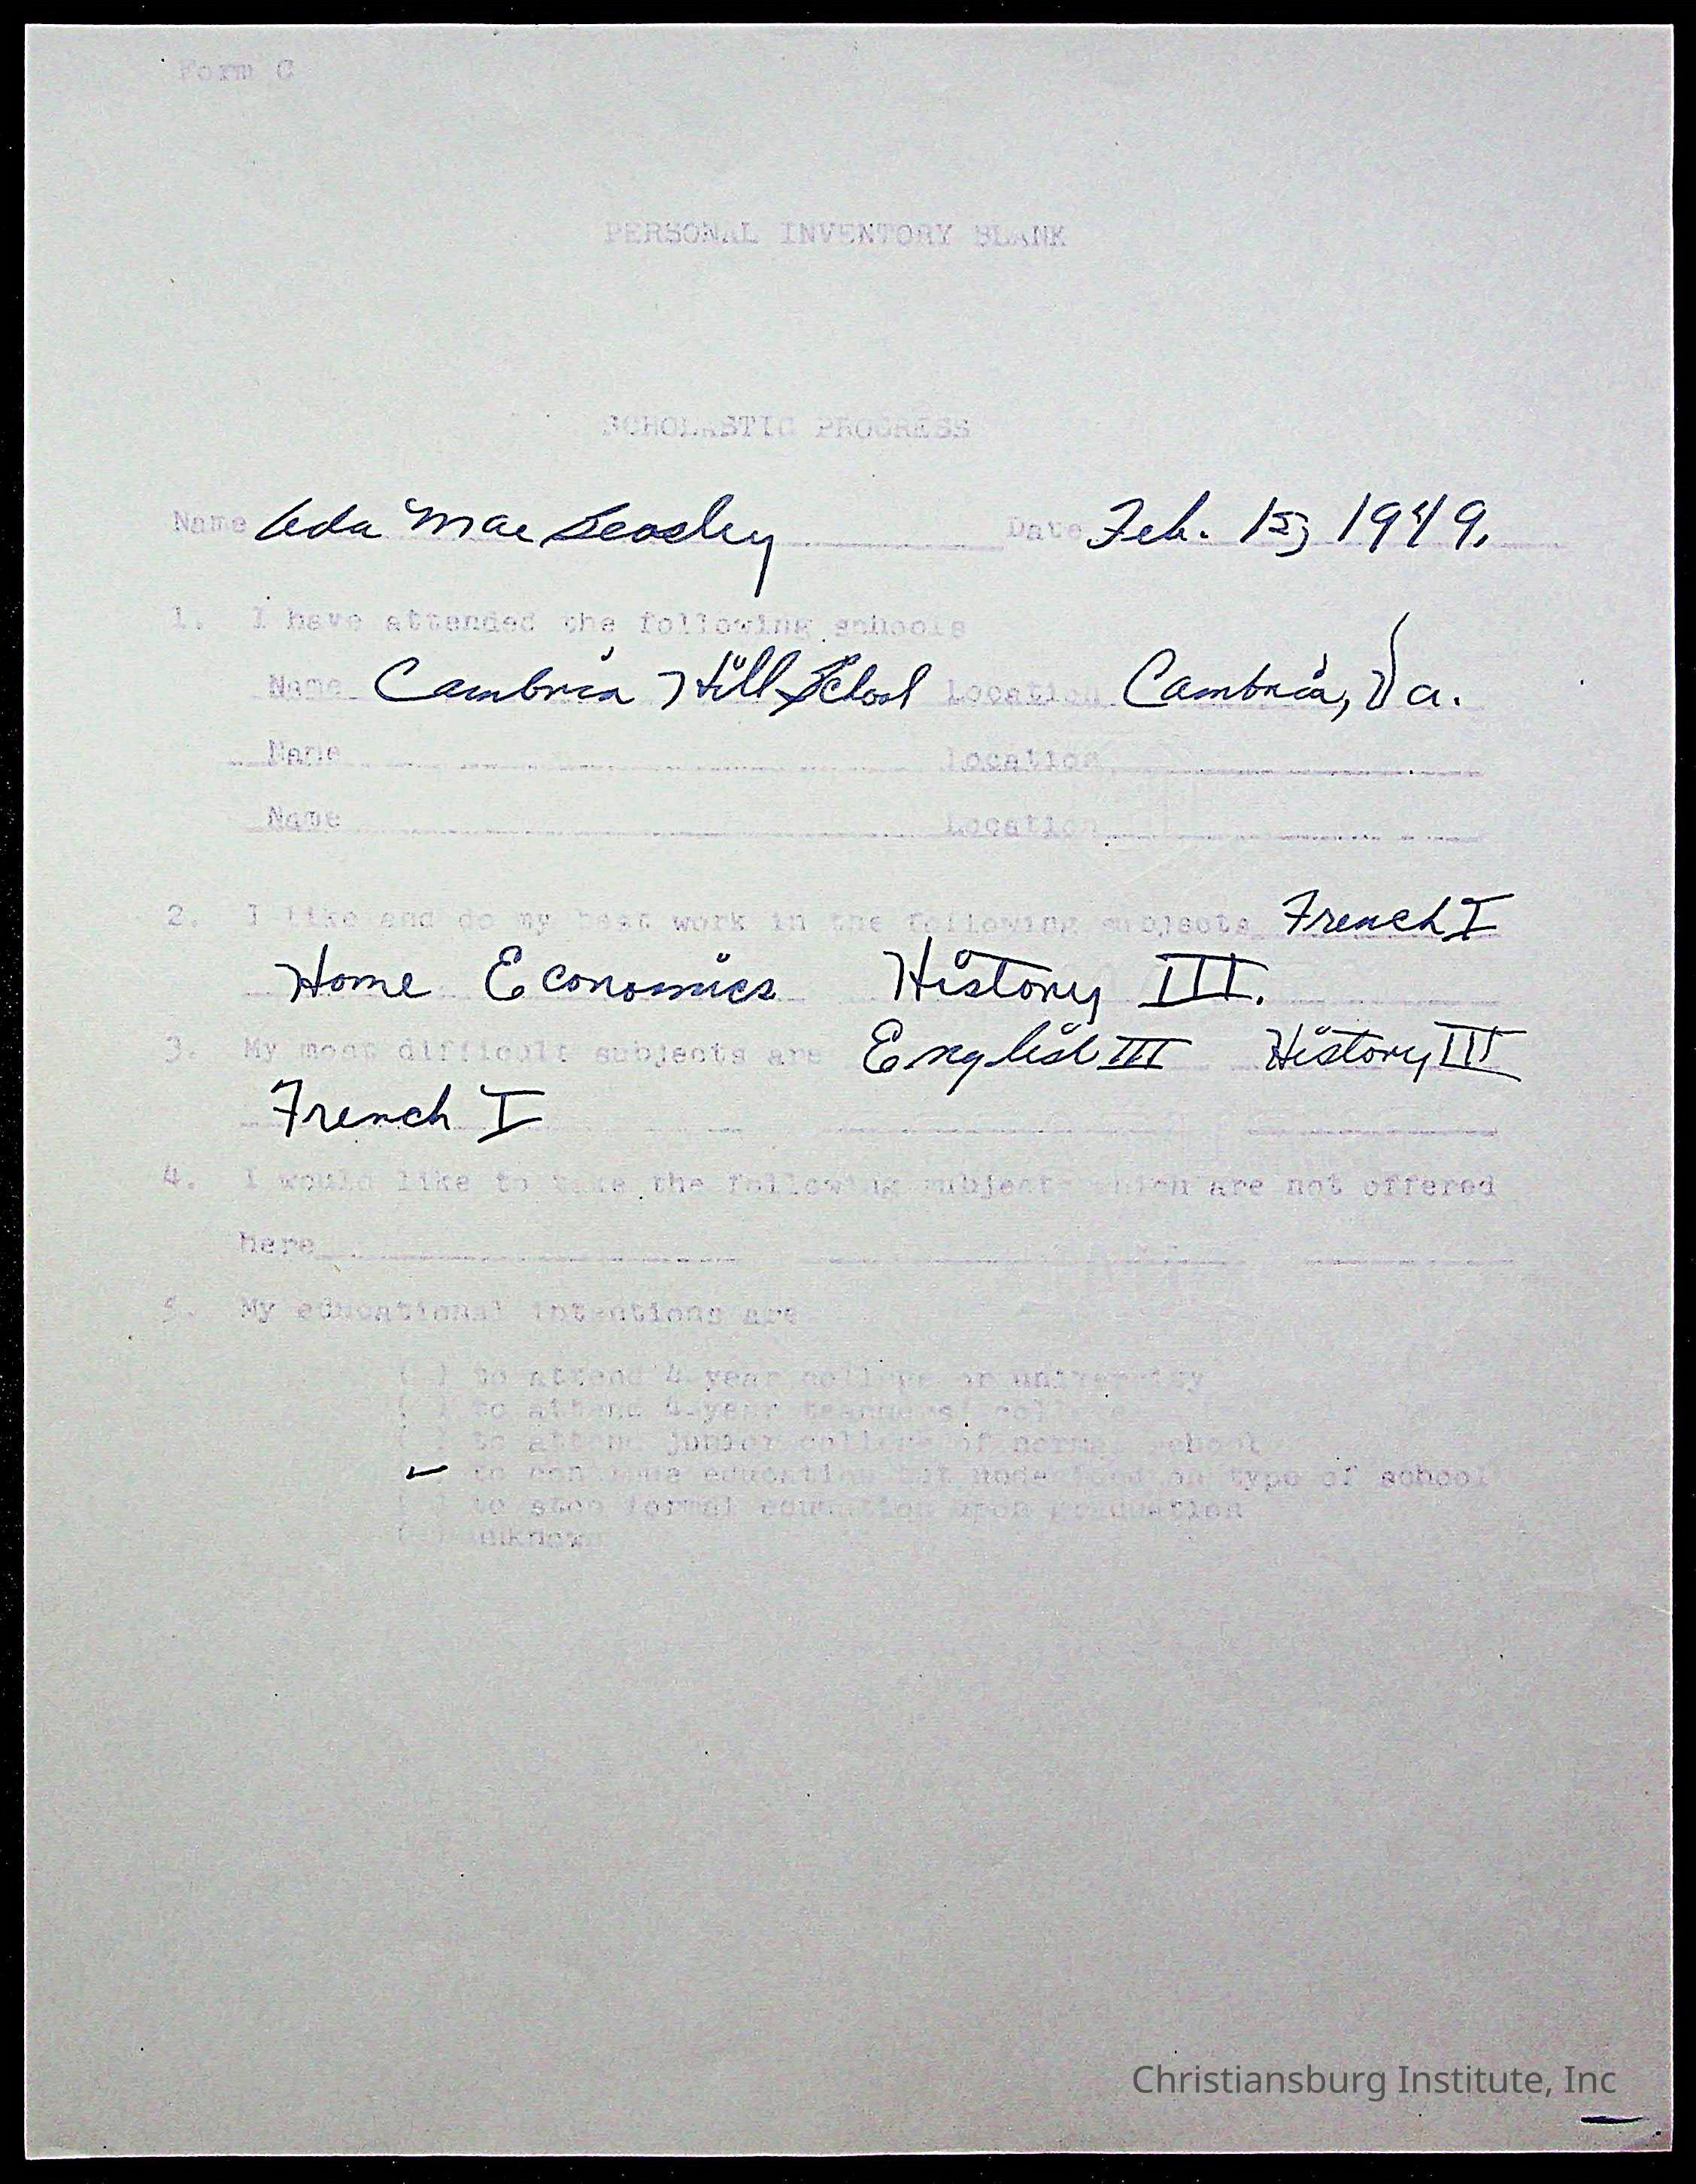 Form C
PERSONAL INVENTORY BLANK
SCHOLASTIC PROGRESS
Name Ada Mae Beasley Date Feb. 15, 1949.
1. I have attended the following schools
Name Cambria Hill School Location Cambria, Va.
Name Location
Name Location
2. I like and do my best work in the following subjects French I
Home Economics History III.
3. My most difficult subjects are English III History III
French I
4. I would like to take the following subjects which are not offered
here
5. My educational intentions are
( ) to attend 4-year college or university
( ) to attend 4-year teachers' college
( ) to attend junior college of normal school
✓ to continue education but undecided on type of school
( ) to stop formal education upon graduation
( ) unknown
Christiansburg Institute, Inc